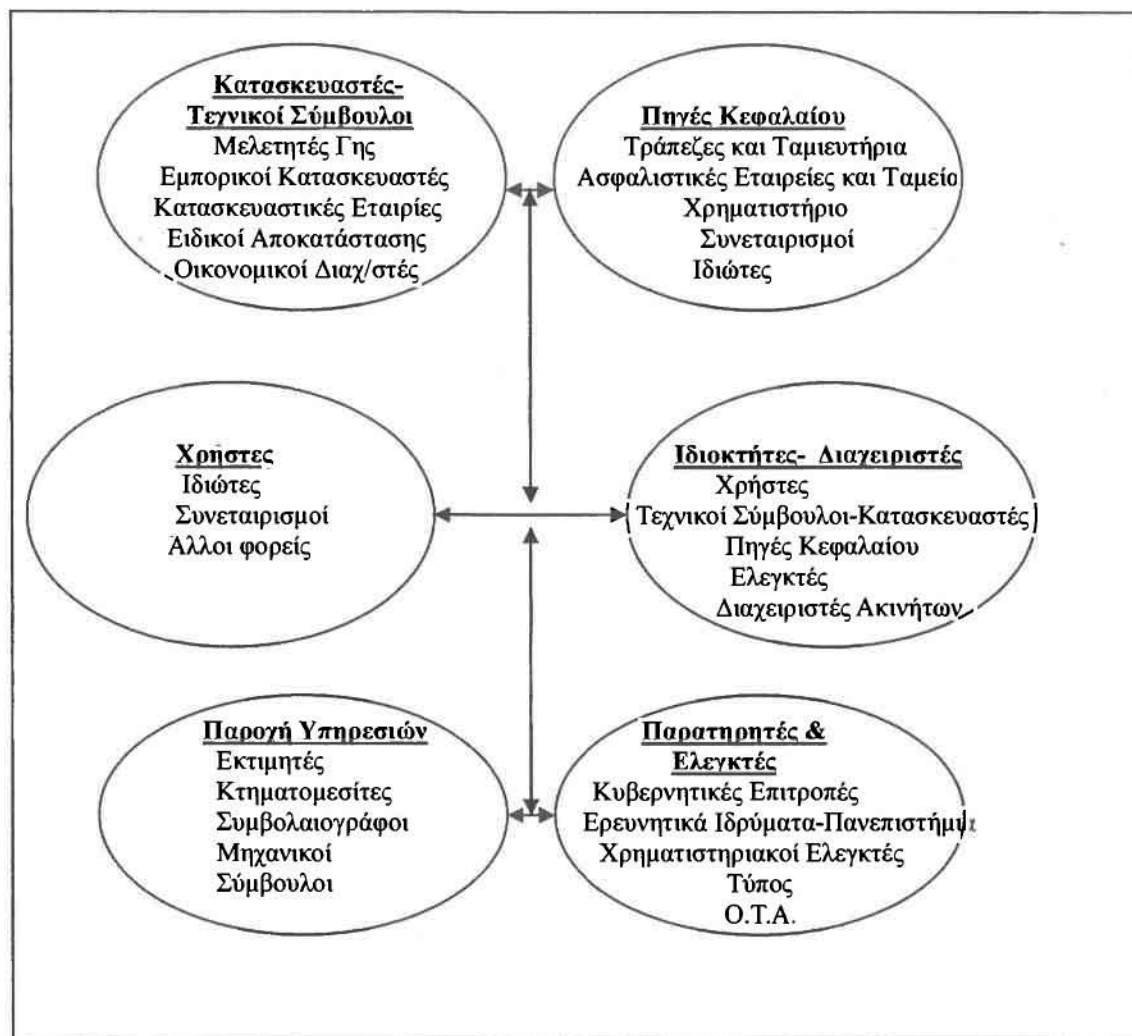 Κατασκευαστές-
Τεχνικοί Σύμβουλοι
Μελετητές Γης
Εμπορικοί Κατασκευαστές
Κατασκευαστικές Εταιρίες
Ειδικοί Αποκατάστασης
Οικονομικοί Διαχ/στές
Πηγές Κεφαλαίου
Τράπεζες και Ταμιευτήρια
Ασφαλιστικές Εταιρείες και Ταμείο
Χρηματιστήριο
Συνεταιρισμοί
Ιδιώτες
Χρήστες
Ιδιώτες
Συνεταιρισμοί
Άλλοι φορείς
Ιδιοκτήτες- Διαχειριστές
Χρήστες
Τεχνικοί Σύμβουλοι-Κατασκευαστές
Πηγές Κεφαλαίου
Ελεγκτές
Διαχειριστές Ακινήτων
Παροχή Υπηρεσιών
Εκτιμητές
Κτηματομεσίτες
Συμβολαιογράφοι
Μηχανικοί
Σύμβουλοι
Παρατηρητές &
Ελεγκτές
Κυβερνητικές Επιτροπές
Ερευνητικά Ιδρύματα-Πανεπιστήμια
Χρηματιστηριακοί Ελεγκτές
Τύπος
Ο.Τ.Α.